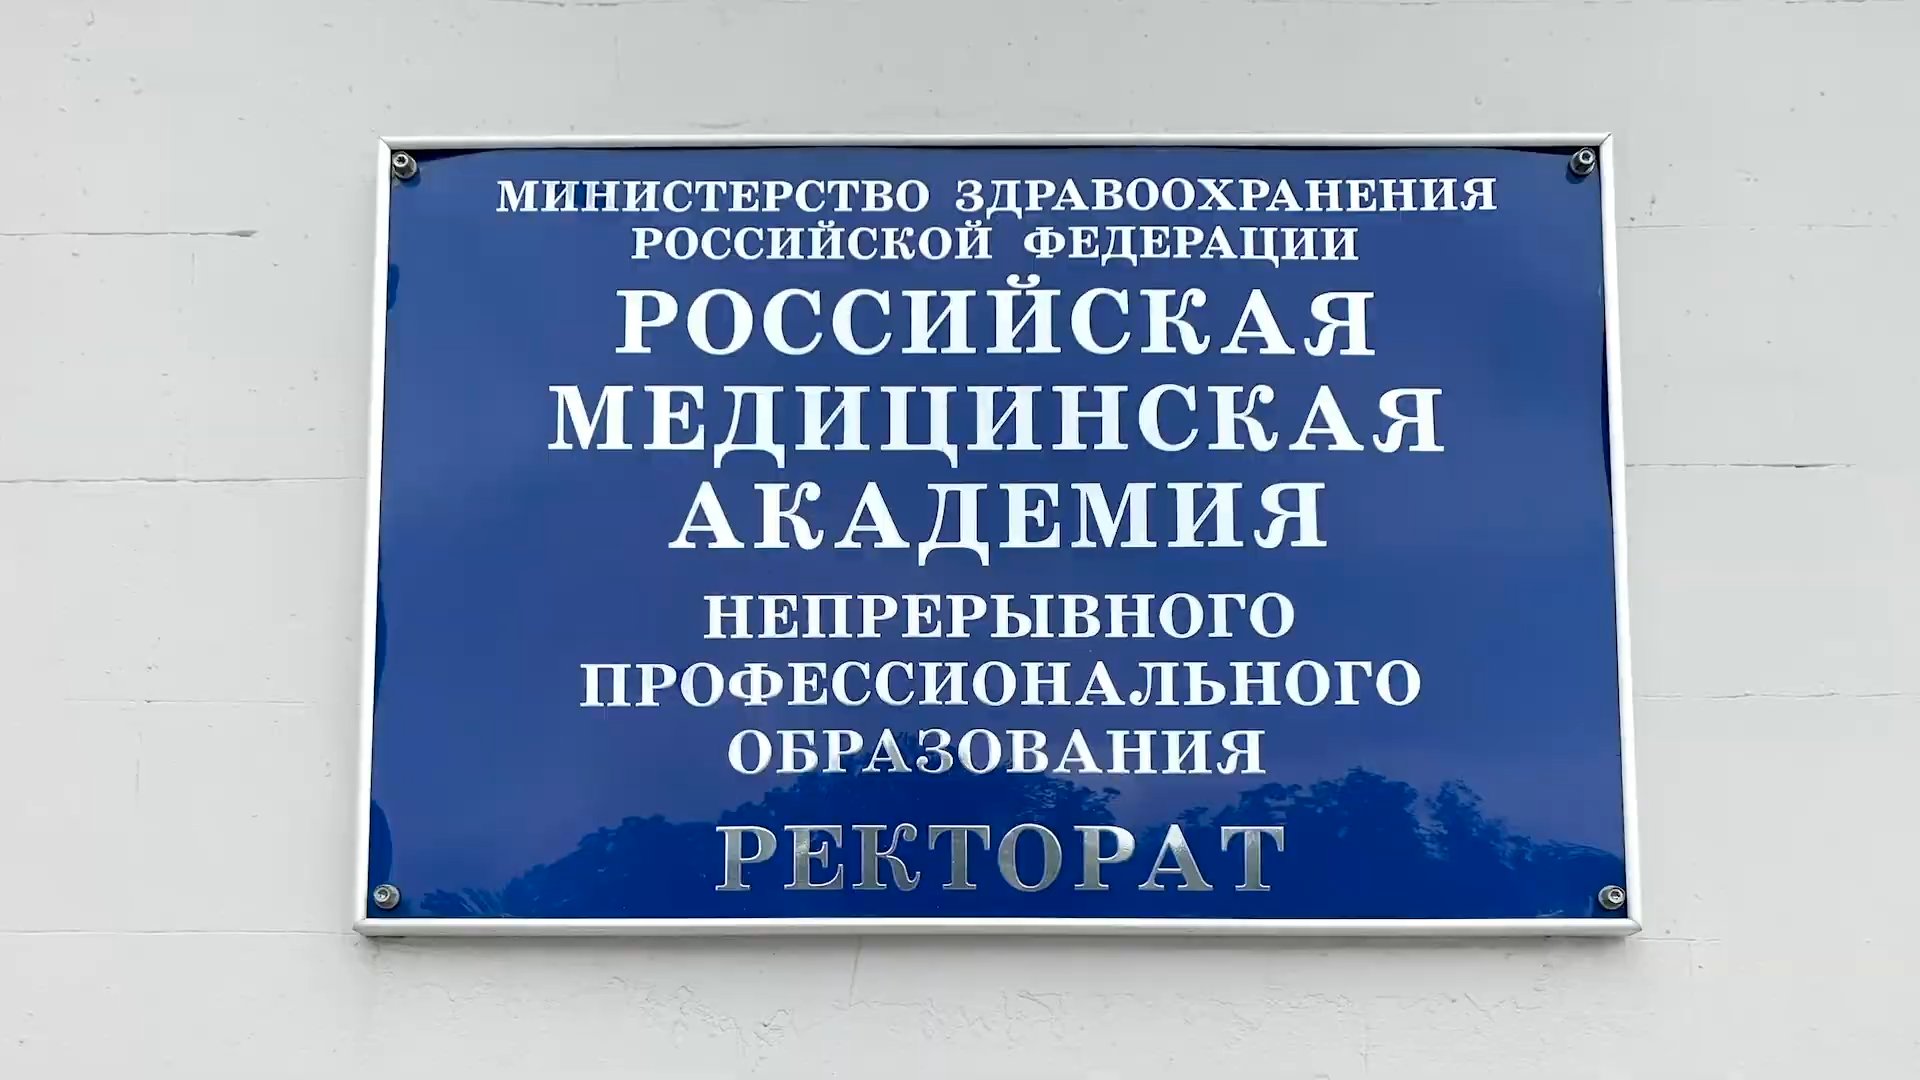 МИНИСТЕРСТВО ЗДРАВООХРАНЕНИЯ
РОССИЙСКОЙ ФЕДЕРАЦИИ
РОССИЙСКАЯ
МЕДИЦИНСКАЯ
АКАДЕМИЯ
НЕПРЕРЫВНОГО
ПРОФЕССИОНАЛЬНОГО
ОБРАЗОВАНИЯ
РЕКТОРАТ